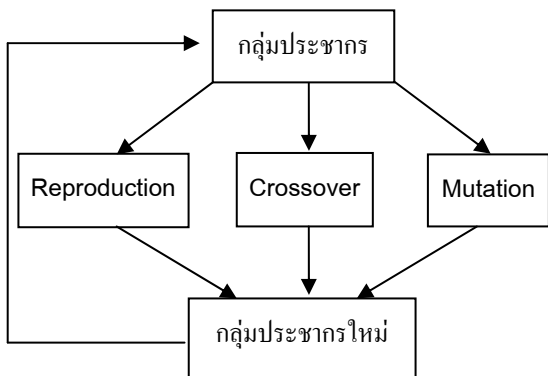 กลุ่มประชากร
Reproduction
Crossover
Mutation
กลุ่มประชากรใหม่